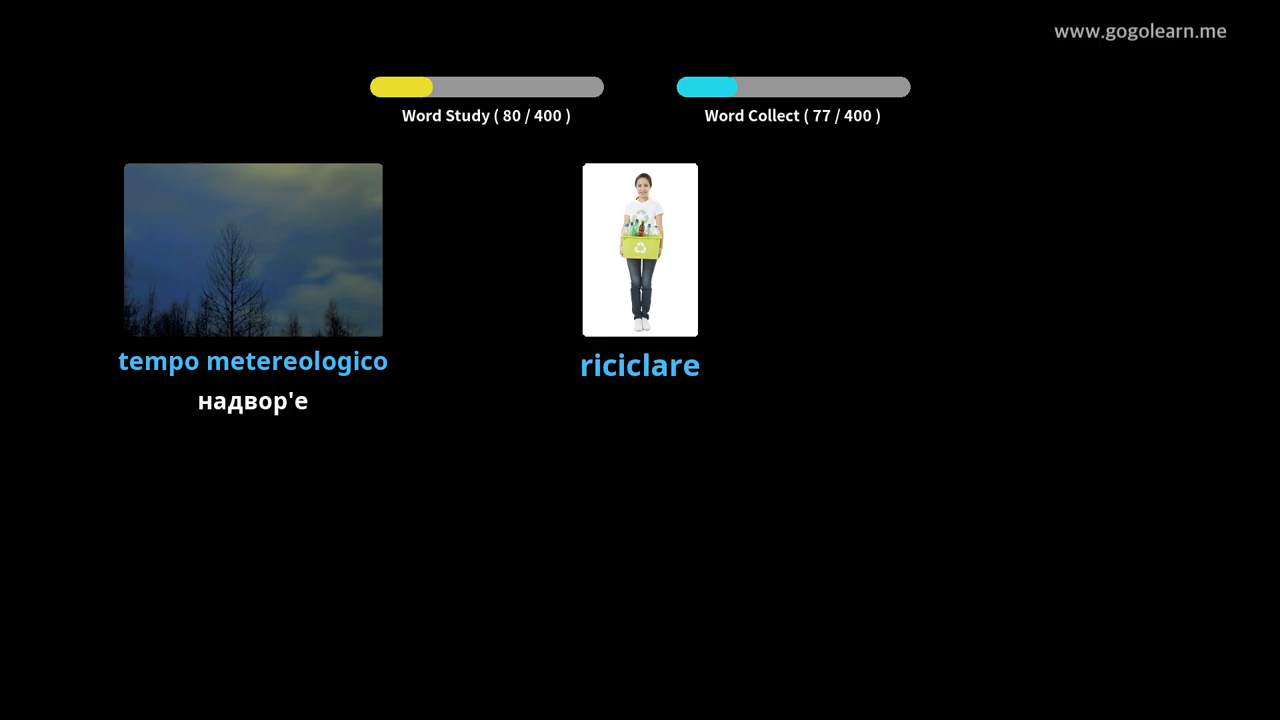 www.gogolearn.me
Word Study ( 80 / 400 )
Word Collect ( 77 / 400 )
tempo metereologico
надвор'е
riciclare